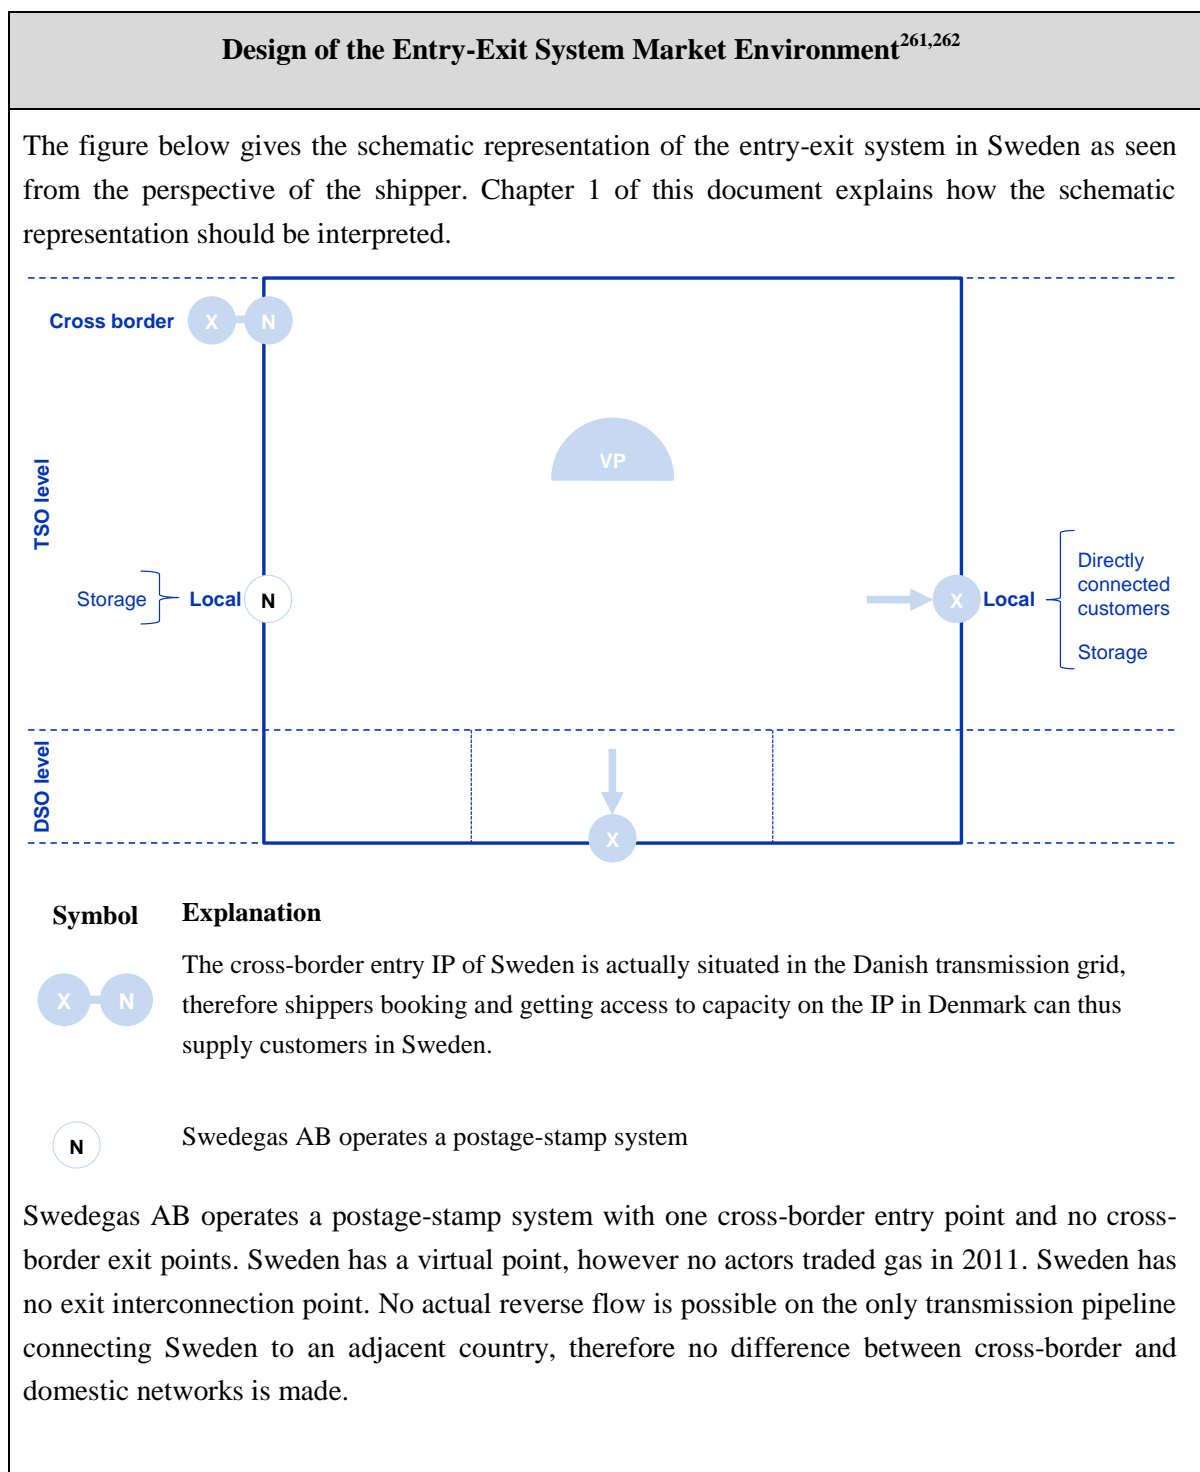 Design of the Entry-Exit System Market Environment261,262
The figure below gives the schematic representation of the entry-exit system in Sweden as seen
from the perspective of the shipper. Chapter 1 of this document explains how the schematic
representation should be interpreted.
Cross border
X
N
VP
TSO level
Storage
Local
N
X
Local
Directly
connected
customers
Storage
DSO level
X
Symbol Explanation
X N
The cross-border entry IP of Sweden is actually situated in the Danish transmission grid,
therefore shippers booking and getting access to capacity on the IP in Denmark can thus
supply customers in Sweden.
N
Swedegas AB operates a postage-stamp system
Swedegas AB operates a postage-stamp system with one cross-border entry point and no cross-
border exit points. Sweden has a virtual point, however no actors traded gas in 2011. Sweden has
no exit interconnection point. No actual reverse flow is possible on the only transmission pipeline
connecting Sweden to an adjacent country, therefore no difference between cross-border and
domestic networks is made.